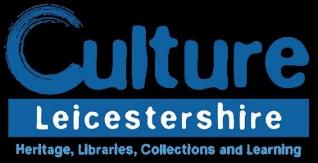 Culture
Leicestershire
Heritage, Libraries, Collections and Learning